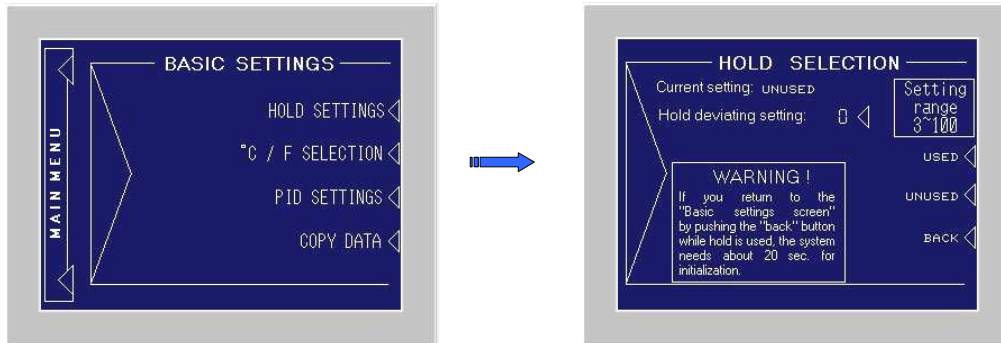 MAIN MENU
BASIC SETTINGS
HOLD SETTINGS
°C / F SELECTION
PID SETTINGS
COPY DATA
HOLD SELECTION
Current setting: UNUSED
Hold deviating setting: 0
Setting
range
3~100
USED
UNUSED
BACK
WARNING !
If you return to the
"Basic settings screen"
by pushing the "back" button
while hold is used, the system
needs about 20 sec. for
initialization.